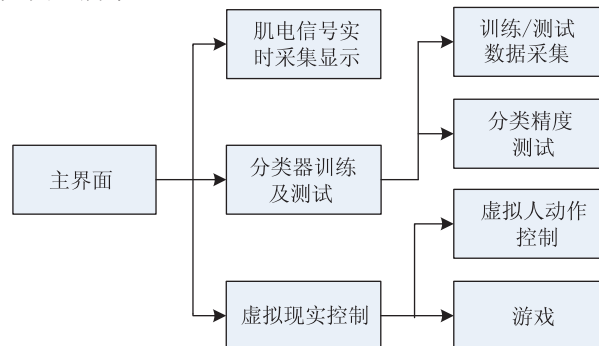 肌电信号实
时采集显示
训练/测试
数据采集
分类精度
测试
主界面
分类器训练
及测试
虚拟人动作
控制
虚拟现实控制
游戏